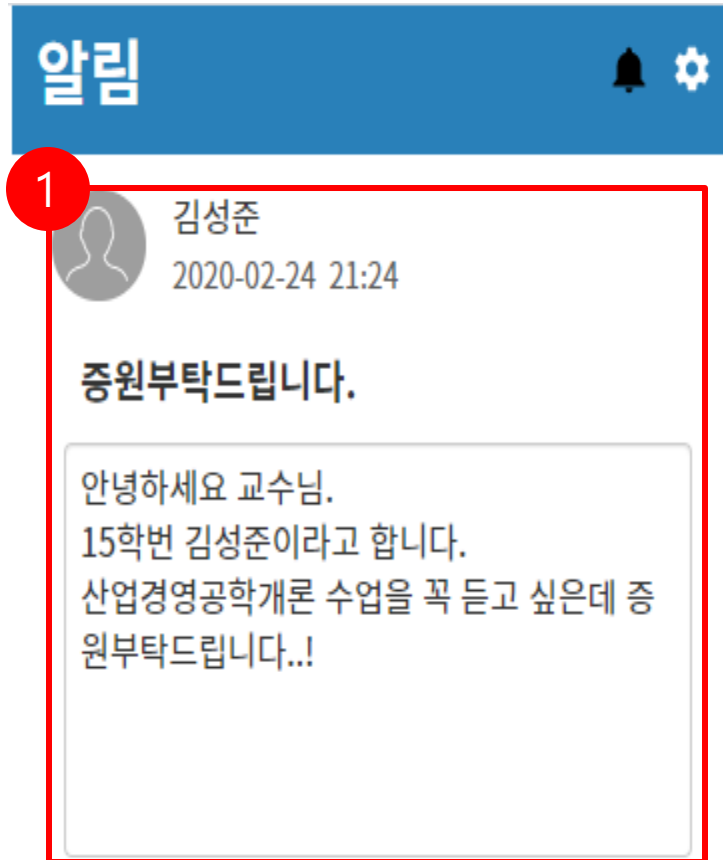 알림
1
김성준
2020-02-24 21:24
증원부탁드립니다.
안녕하세요 교수님.
15학번 김성준이라고 합니다.
산업경영공학개론 수업을 꼭 듣고 싶은데 증
원부탁드립니다..!